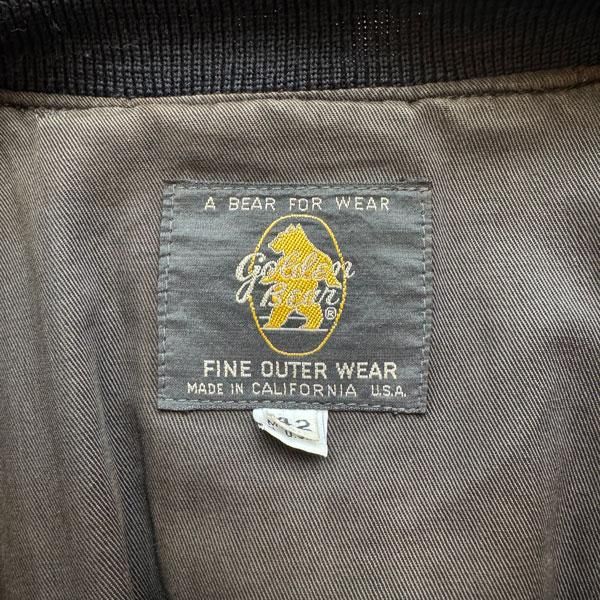 A BEAR FOR WEAR
Golden
Bear
®
FINE OUTER WEAR
MADE IN CALIFORNIA U.S.A.
42